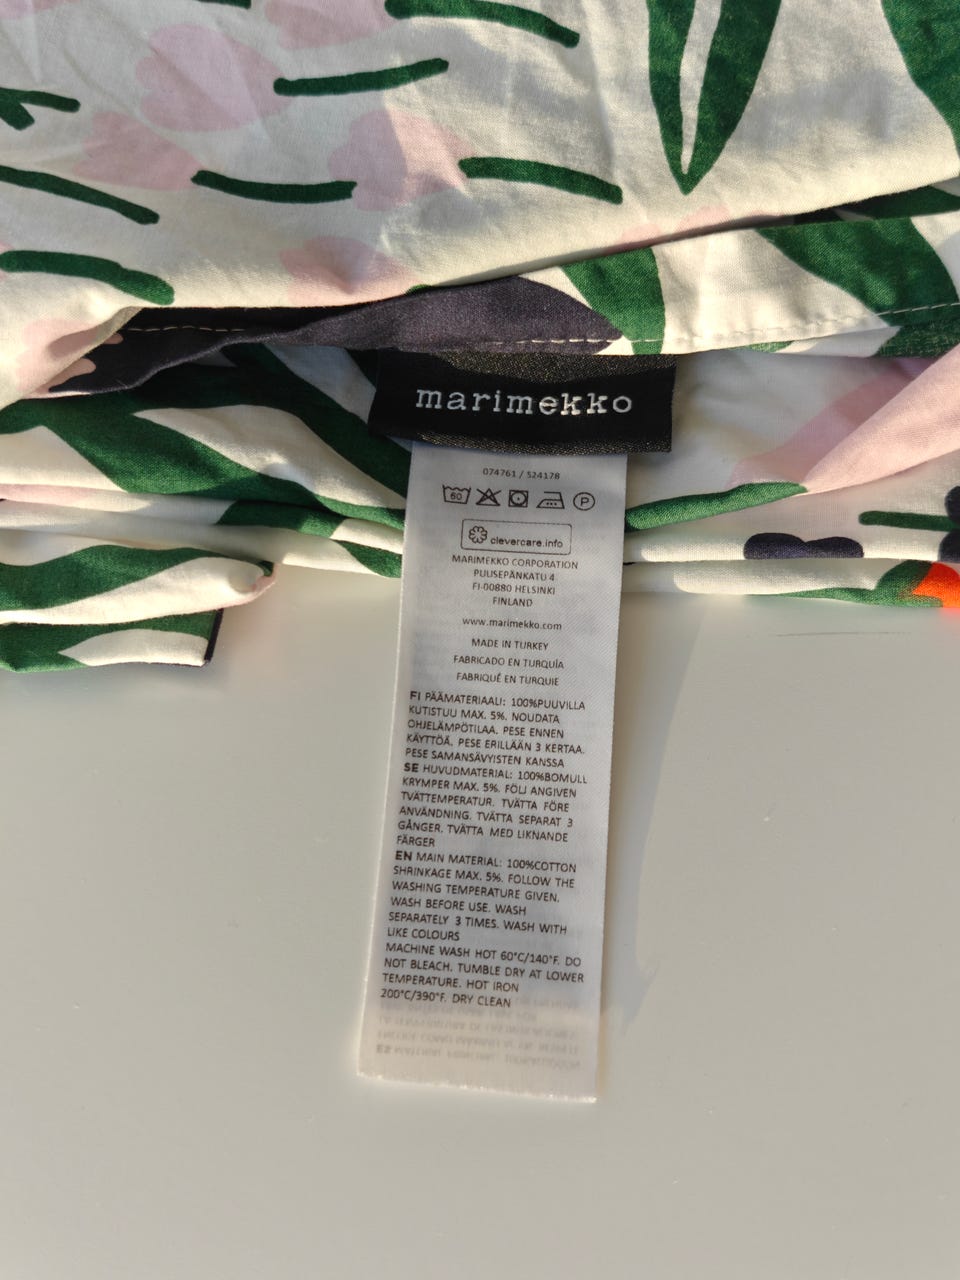 marimekko
074761 / 524178
60
P
clevercare.info
MARIMEKKO CORPORATION
PUUSEPÄNKATU 4
FI-00880 HELSINKI
FINLAND
www.marimekko.com
MADE IN TURKEY
FABRICADO EN TURQUÍA
FABRIQUÉ EN TURQUIE
FI PÄÄMATERIAALI: 100%PUUVILLA
KUTISTUU MAX. 5%. NOUDATA
OHJELÄMPÖTILAA. PESE ENNEN
KÄYTTÖÄ. PESE ERILLÄÄN 3 KERTAA.
PESE SAMANSÄVYISTEN KANSSA
SE HUVUDMATERIAL: 100%BOMULL
KRYMPER MAX. 5%. FÖLJ ANGIVEN
TVÄTTEMPERATUR. TVÄTTA FÖRE
ANVÄNDNING. TVÄTTA SEPARAT 3
GÅNGER. TVÄTTA MED LIKNANDE
FÄRGER
EN MAIN MATERIAL: 100%COTTON
SHRINKAGE MAX. 5%. FOLLOW THE
WASHING TEMPERATURE GIVEN.
WASH BEFORE USE. WASH
SEPARATELY 3 TIMES. WASH WITH
LIKE COLOURS
MACHINE WASH HOT 60°C/140°F. DO
NOT BLEACH. TUMBLE DRY AT LOWER
TEMPERATURE. HOT IRON
200°C/390°F. DRY CLEAN